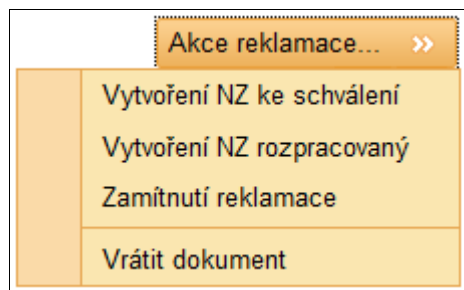 Akce reklamace... »
Vytvoření NZ ke schválení
Vytvoření NZ rozpracovaný
Zamítnutí reklamace
Vrátit dokument